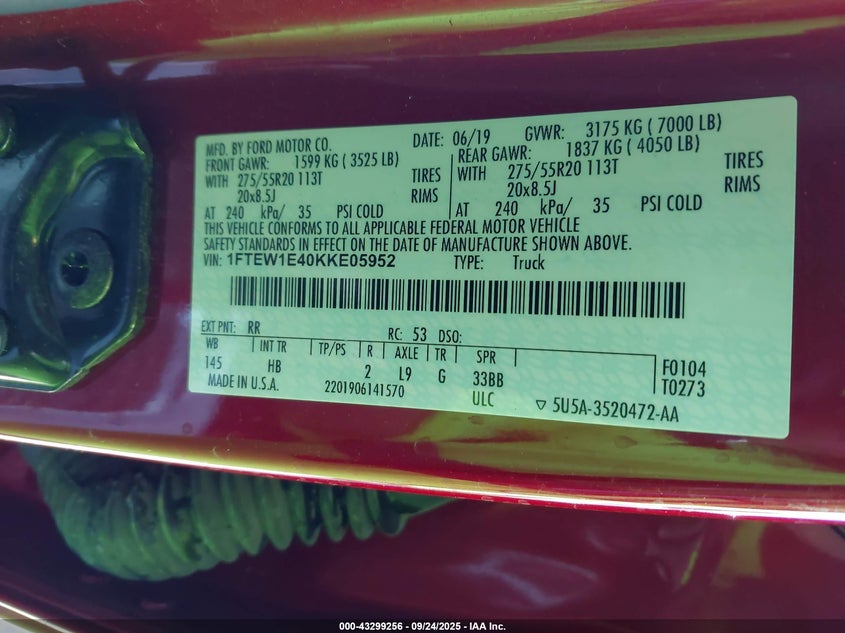 MFD. BY FORD MOTOR CO. DATE: 06/19 GVWR: 3175 KG ( 7000 LB)
FRONT GAWR: 1599 KG ( 3525 LB) REAR GAWR: 1837 KG ( 4050 LB)
WITH 275/55R20 113T TIRES WITH 275/55R20 113T TIRES
20x8.5J RIMS 20x8.5J RIMS
AT 240 kPa/ 35 PSI COLD AT 240 kPa/ 35 PSI COLD
THIS VEHICLE CONFORMS TO ALL APPLICABLE FEDERAL MOTOR VEHICLE
SAFETY STANDARDS IN EFFECT ON THE DATE OF MANUFACTURE SHOWN ABOVE.
VIN: 1FTEW1E40KKE05952 TYPE: Truck
EXT PNT: RR RC: 53 DSO:
WB INT TR TP/PS R AXLE TR SPR
145 HB 2 L9 G 33BB F0104
MADE IN U.S.A. 2201906141570 ULC T0273
▽ 5U5A-3520472-AA
000-43299256 - 09/24/2025 - IAA Inc.